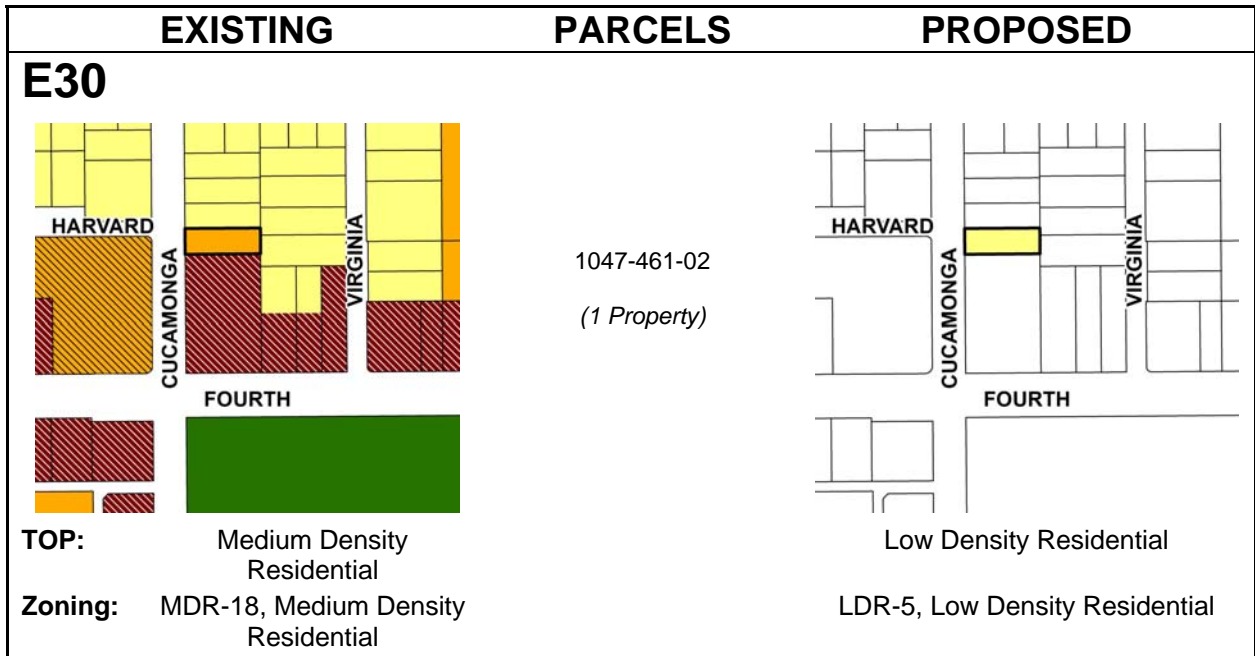 EXISTING PARCELS PROPOSED
E30
HARVARD
CUCAMONGA
VIRGINIA
FOURTH
1047-461-02
(1 Property)
HARVARD
CUCAMONGA
VIRGINIA
FOURTH
TOP: Medium Density
Residential
Low Density Residential
Zoning: MDR-18, Medium Density
Residential
LDR-5, Low Density Residential